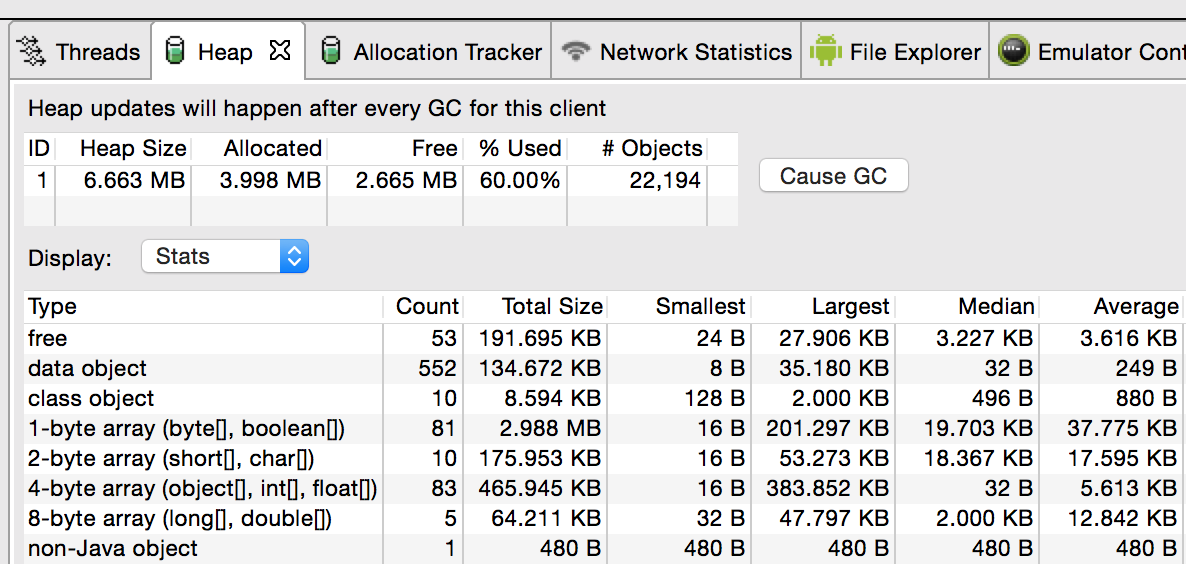 Threads Heap Allocation Tracker Network Statistics File Explorer Emulator Cont
Heap updates will happen after every GC for this client
ID Heap Size Allocated Free % Used # Objects
1 6.663 MB 3.998 MB 2.665 MB 60.00% 22,194
Cause GC
Display: Stats
Type Count Total Size Smallest Largest Median Average
free 53 191.695 KB 24 B 27.906 KB 3.227 KB 3.616 KB
data object 552 134.672 KB 8 B 35.180 KB 32 B 249 B
class object 10 8.594 KB 128 B 2.000 KB 496 B 880 B
1-byte array (byte[], boolean[]) 81 2.988 MB 16 B 201.297 KB 19.703 KB 37.775 KB
2-byte array (short[], char[]) 10 175.953 KB 16 B 53.273 KB 18.367 KB 17.595 KB
4-byte array (object[], int[], float[]) 83 465.945 KB 16 B 383.852 KB 32 B 5.613 KB
8-byte array (long[], double[]) 5 64.211 KB 32 B 47.797 KB 2.000 KB 12.842 KB
non-Java object 1 480 B 480 B 480 B 480 B 480 B